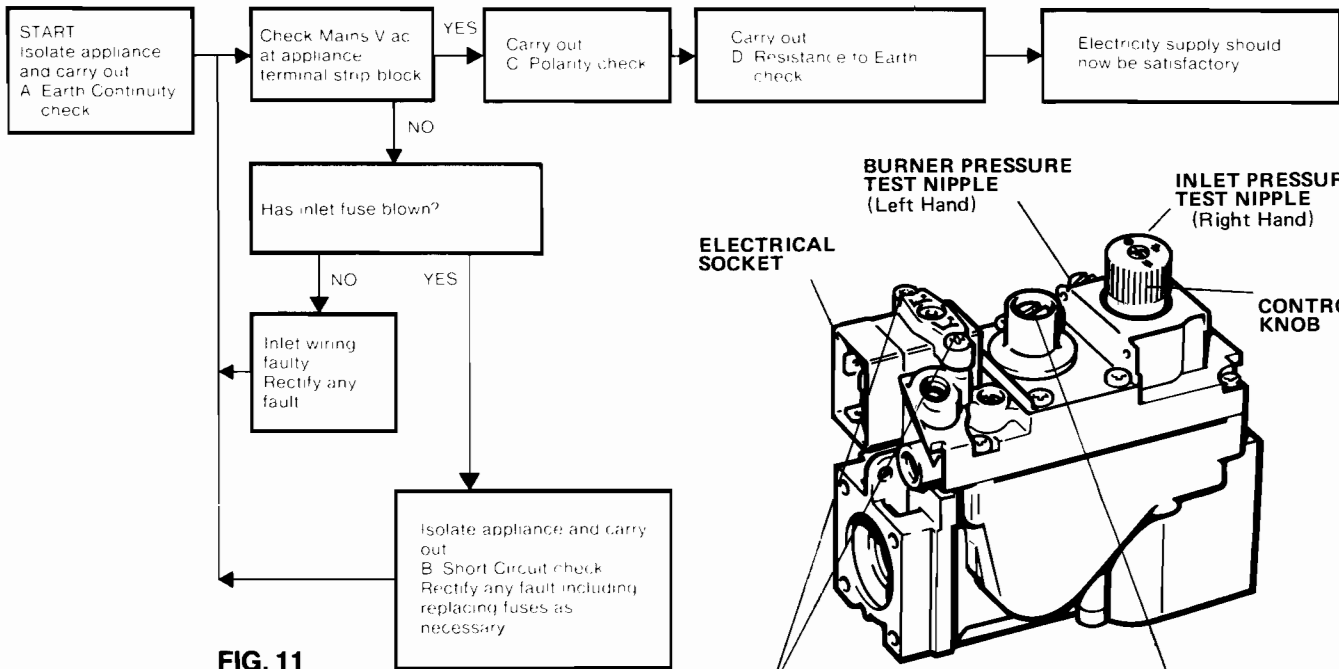 START
Isolate appliance
and carry out
A Earth Continuity
check
Check Mains V ac
at appliance
terminal strip block
YES
Carry out
C Polarity check
Carry out
D Resistance to Earth
check
Electricity supply should
now be satisfactory
NO
Has inlet fuse blown?
NO
YES
Inlet wiring
faulty
Rectify any
fault
Isolate appliance and carry
out
B Short Circuit check
Rectify any fault including
replacing fuses as
necessary
FIG. 11
BURNER PRESSURE
TEST NIPPLE
(Left Hand)
INLET PRESSUR
TEST NIPPLE
(Right Hand)
ELECTRICAL
SOCKET
CONTRO
KNOB